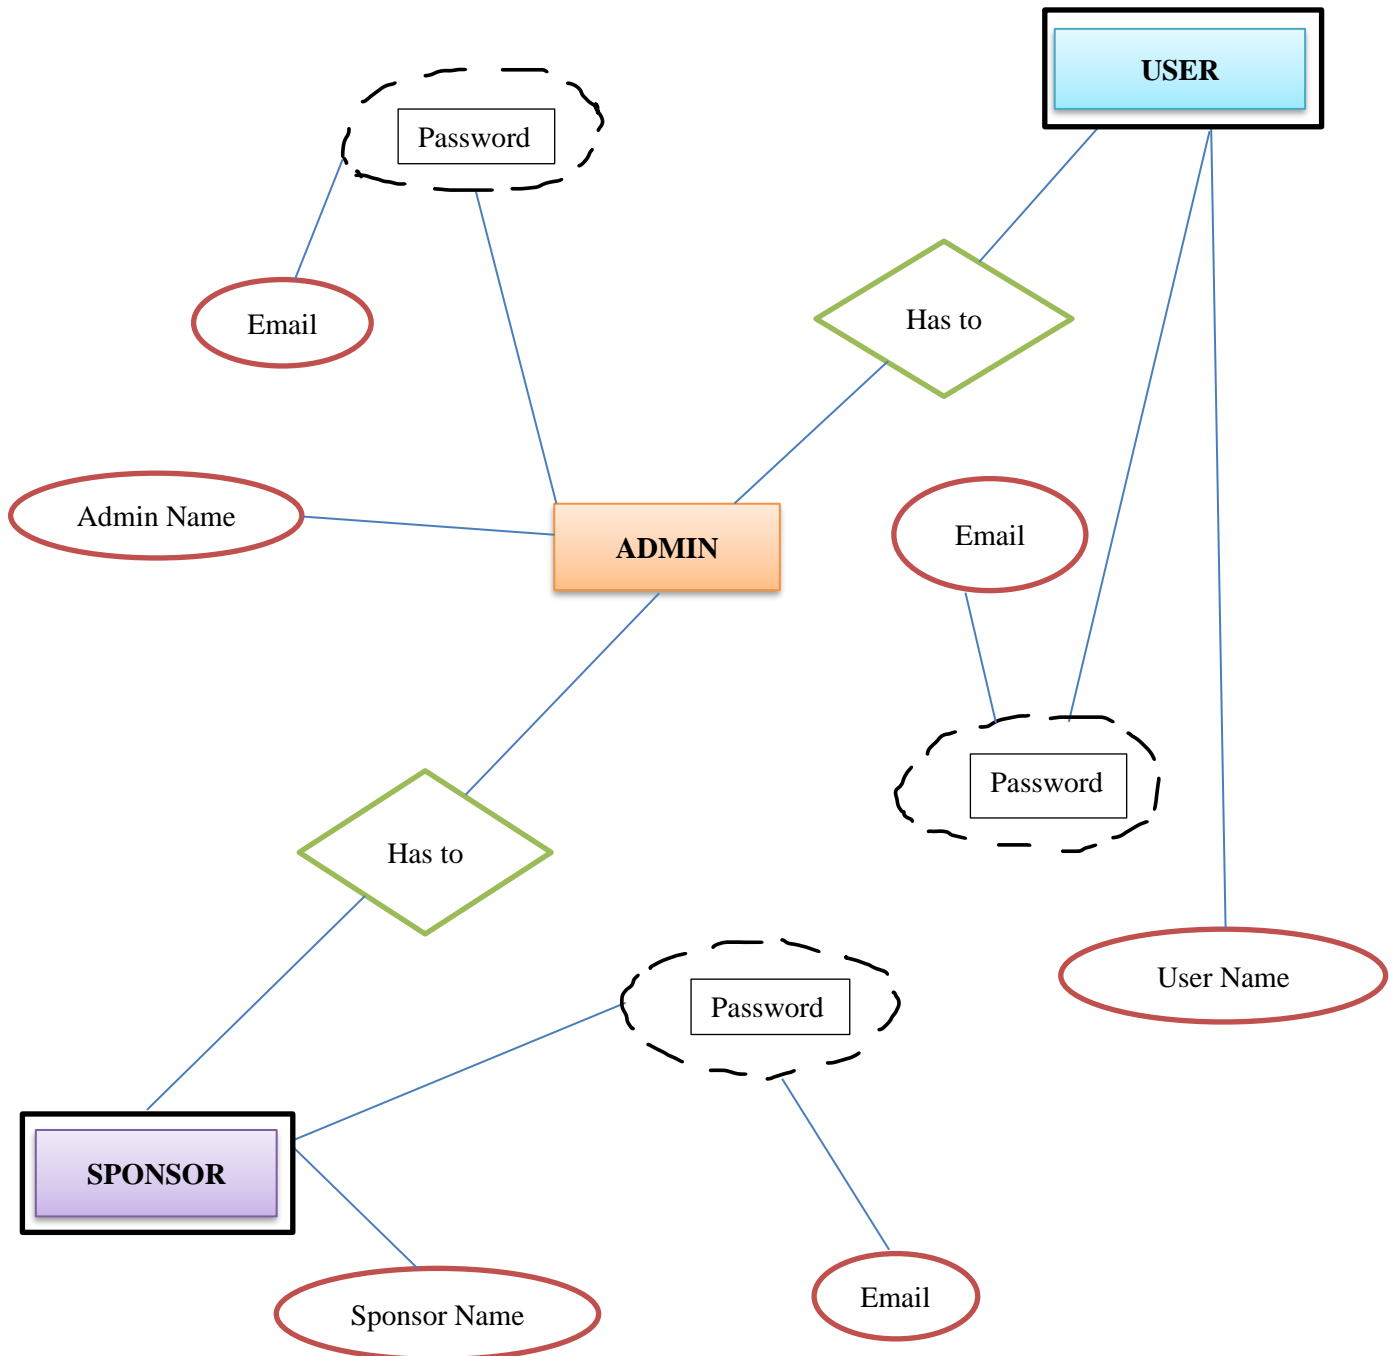 USER
Password
Has to
Email
Admin Name
ADMIN
Email
Password
Has to
User Name
Password
SPONSOR
Email
Sponsor Name